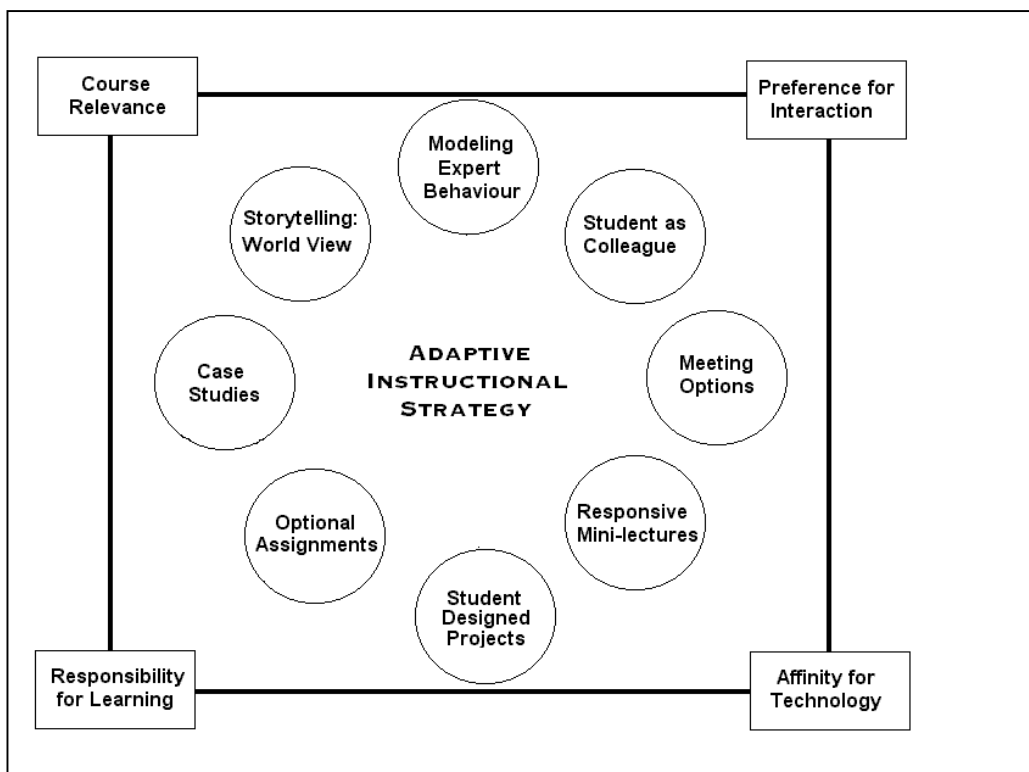 Course
Relevance
Preference for
Interaction
Modeling
Expert
Behaviour
Storytelling:
World View
Student as
Colleague
Case
Studies
ADAPTIVE
INSTRUCTIONAL
STRATEGY
Meeting
Options
Optional
Assignments
Responsive
Mini-lectures
Student
Designed
Projects
Responsibility
for Learning
Affinity for
Technology